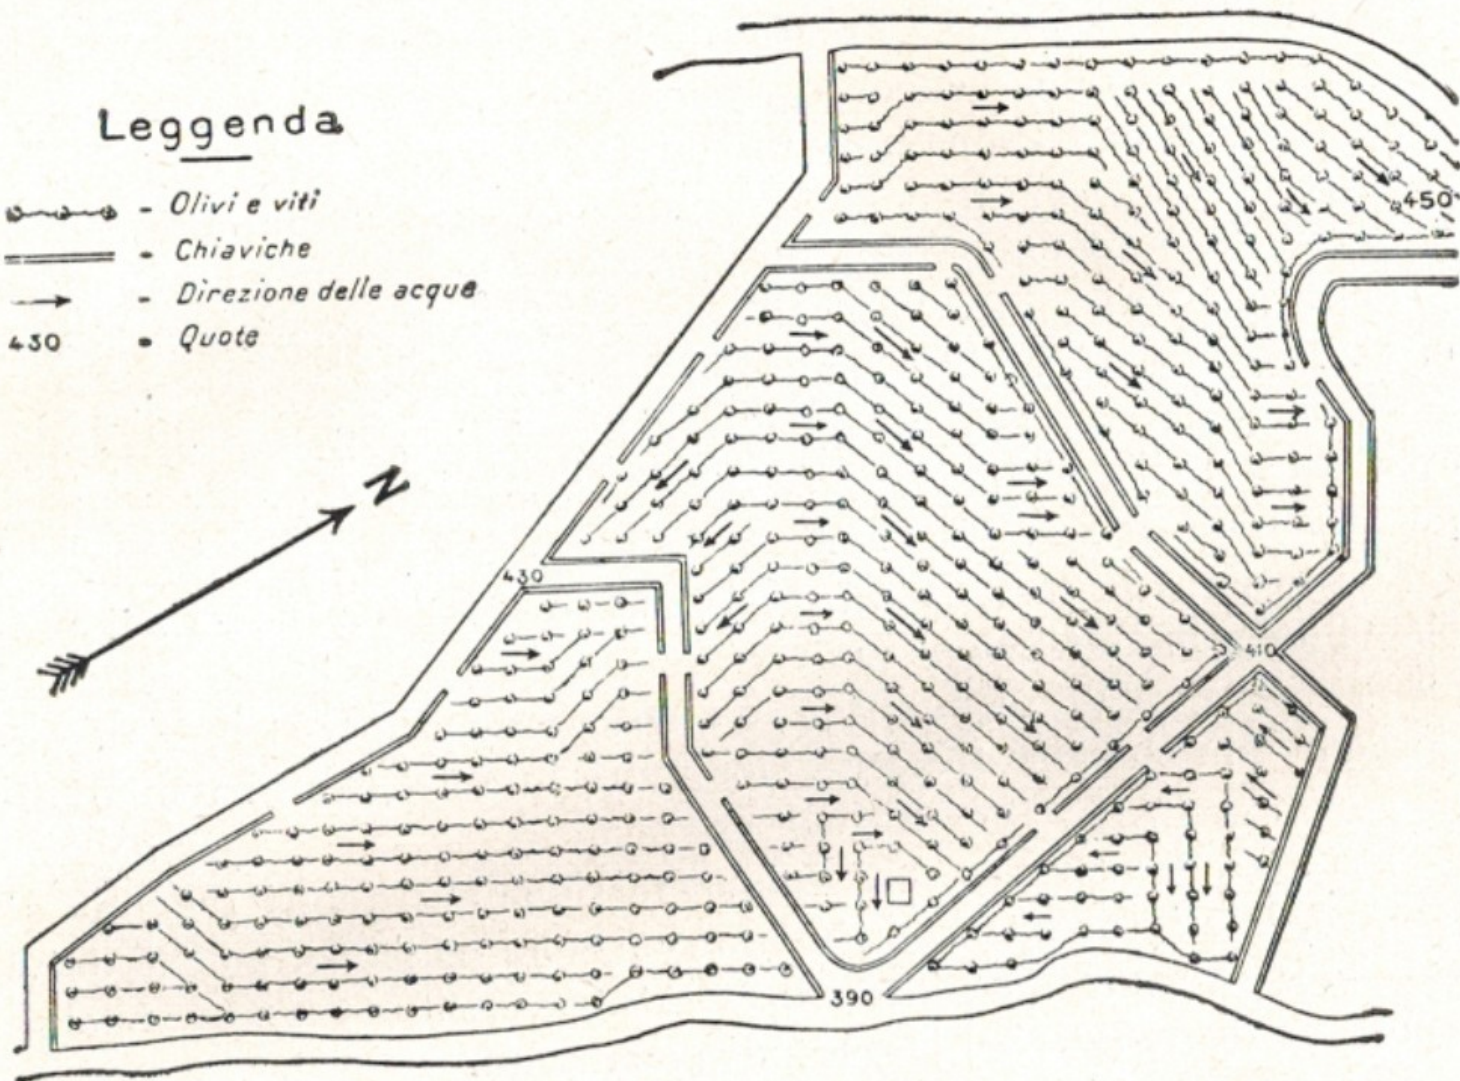 Leggenda
- Olivi e viti
- Chiaviche
- Direzione delle acque
430 - Quote
N
450
430
410
390